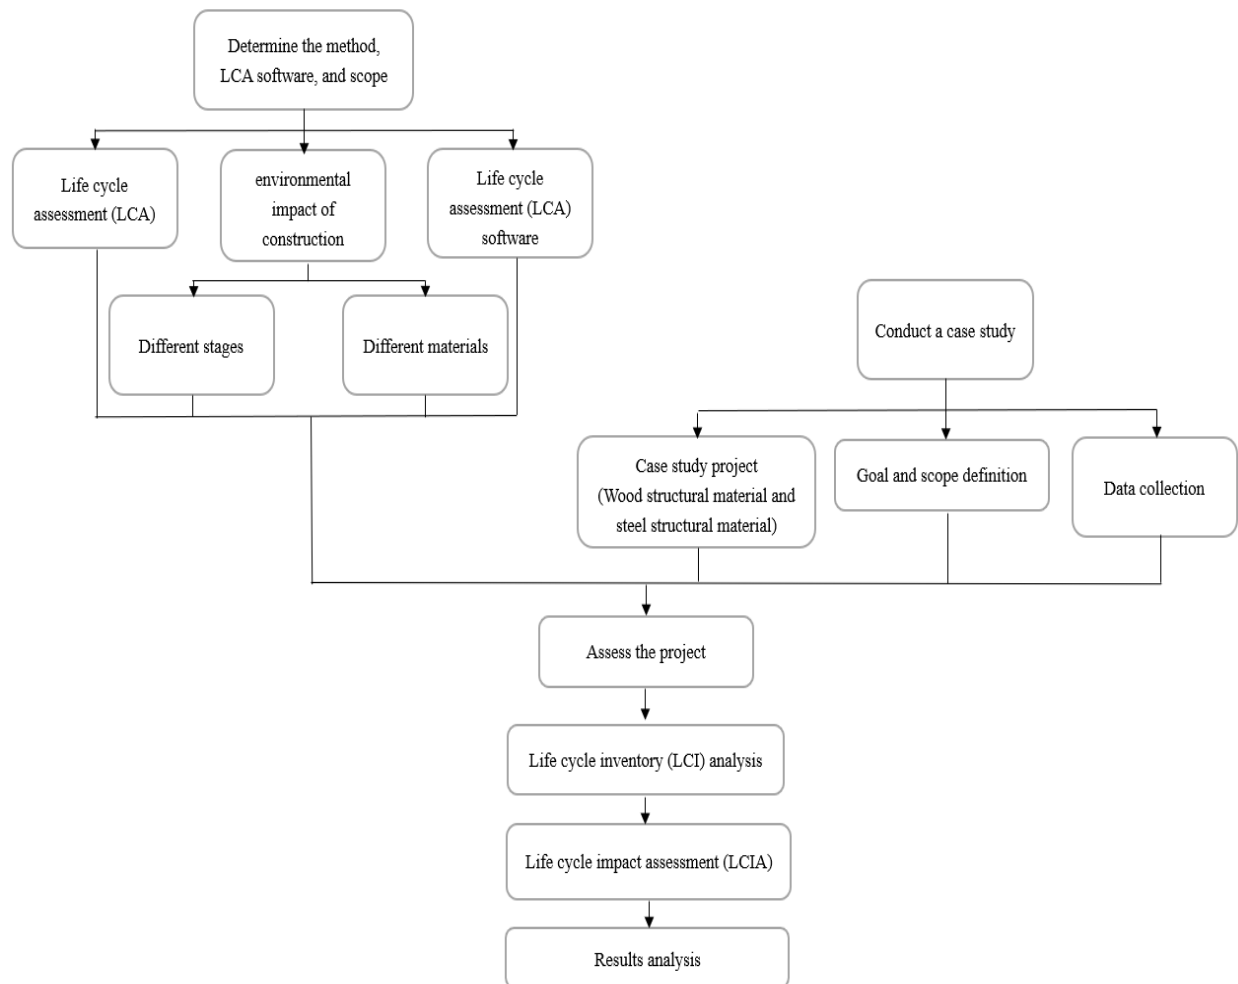 Determine the method,
LCA software, and scope
Life cycle
assessment (LCA)
environmental
impact of
construction
Life cycle
assessment (LCA)
software
Different stages
Different materials
Conduct a case study
Case study project
(Wood structural material and
steel structural material)
Goal and scope definition
Data collection
Assess the project
Life cycle inventory (LCI) analysis
Life cycle impact assessment (LCIA)
Results analysis